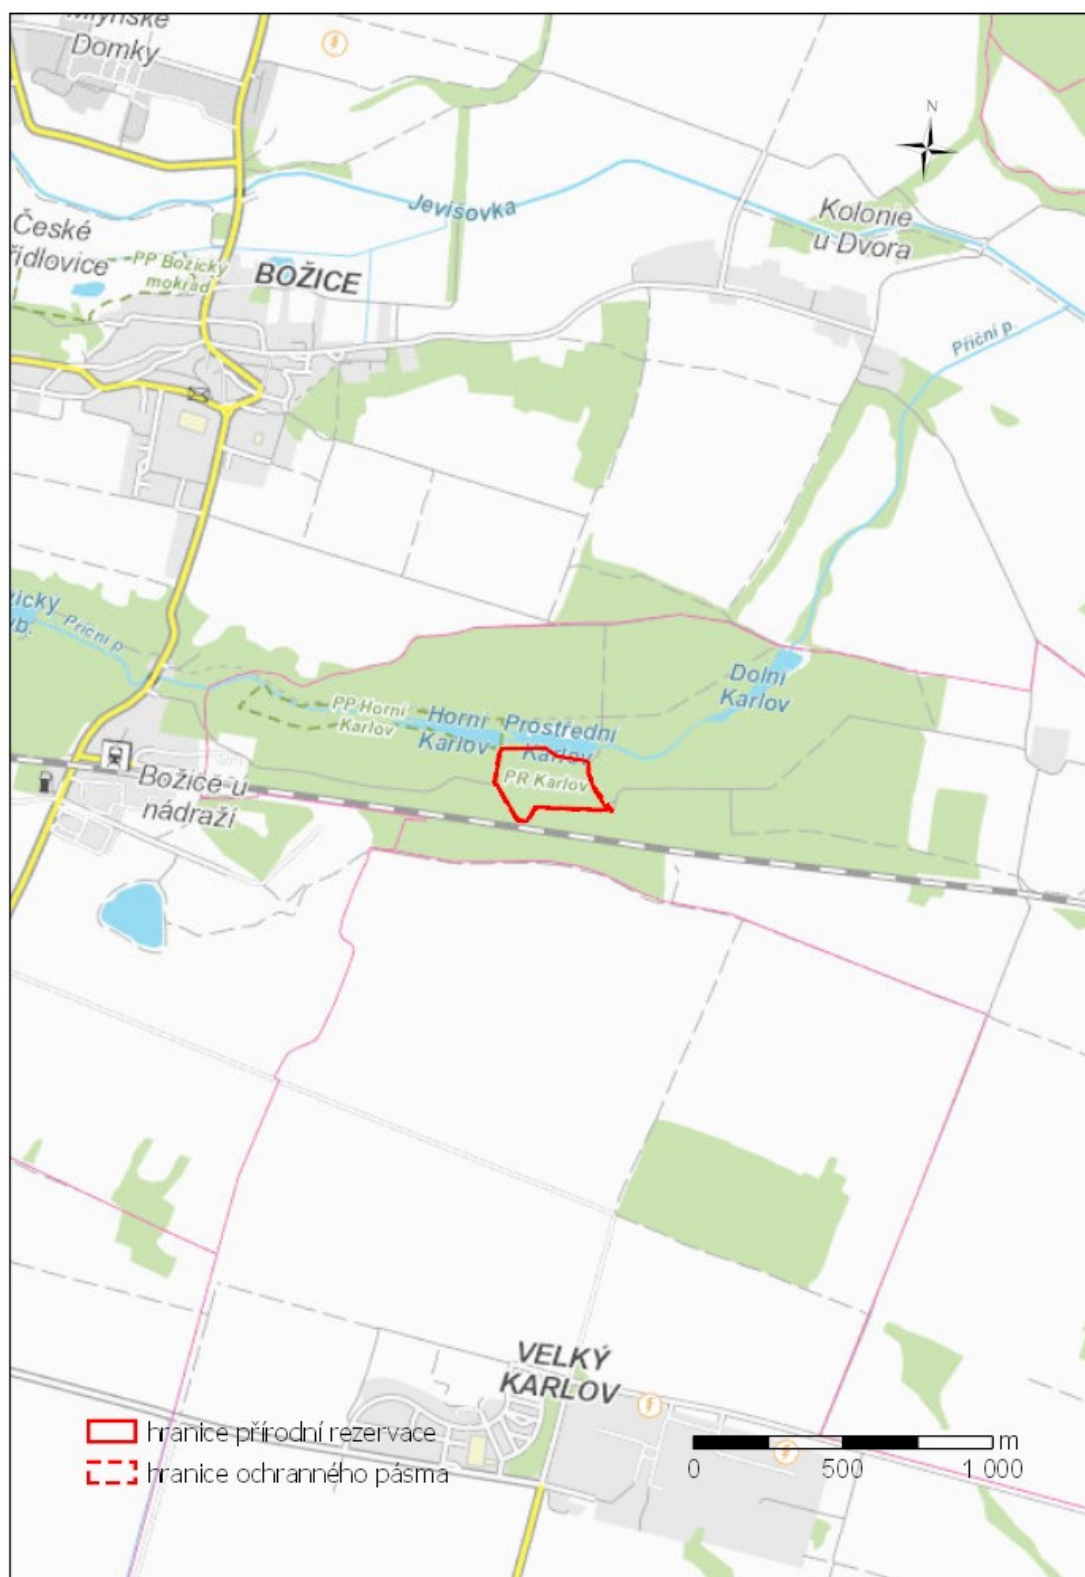 Domky
N
Jevišovka
Kolonie
u Dvora
České
PP Božický
mokřad
BOŽICE
Příční p.
Příční p
Dolní
Karlov
PP Horní
Karlov
Horní
Karlov
Prostřední
Karlov
PR Karlov
Božice u
nádraží
VELKÝ
KARLOV
hranice přírodní rezervace
hranice ochranného pásma
m
0 500 1 000